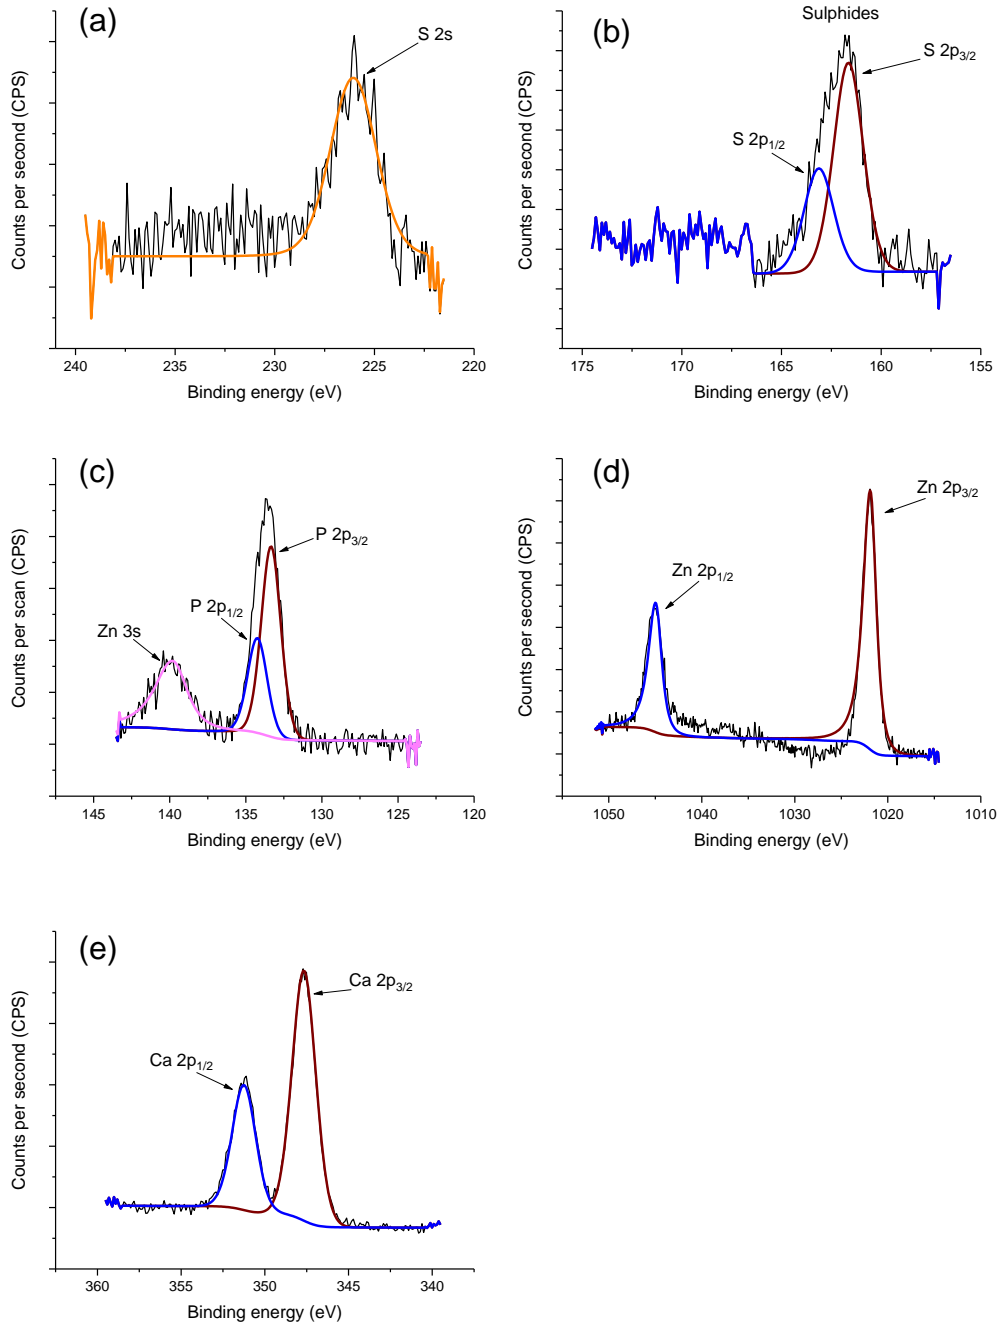 (a)
S 2s
Counts per second (CPS)
240 235 230 225 220
Binding energy (eV)
(b)
Sulphides
S 2p3/2
S 2p1/2
Counts per second (CPS)
175 170 165 160 155
Binding energy (eV)
(c)
P 2p3/2
P 2p1/2
Zn 3s
Counts per scan (CPS)
145 140 135 130 125 120
Binding energy (eV)
(d)
Zn 2p3/2
Zn 2p1/2
Counts per second (CPS)
1050 1040 1030 1020 1010
Binding energy (eV)
(e)
Ca 2p3/2
Ca 2p1/2
Counts per second (CPS)
360 355 350 345 340
Binding energy (eV)